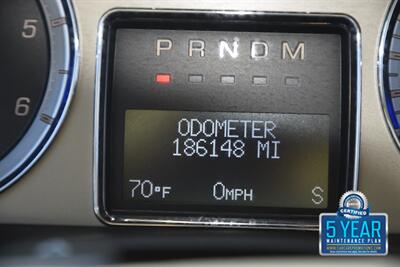 5
6
P R N D M
ODOMETER
186148 MI
70°F 0MPH S
CERTIFIED
5 YEAR
MAINTENANCE PLAN